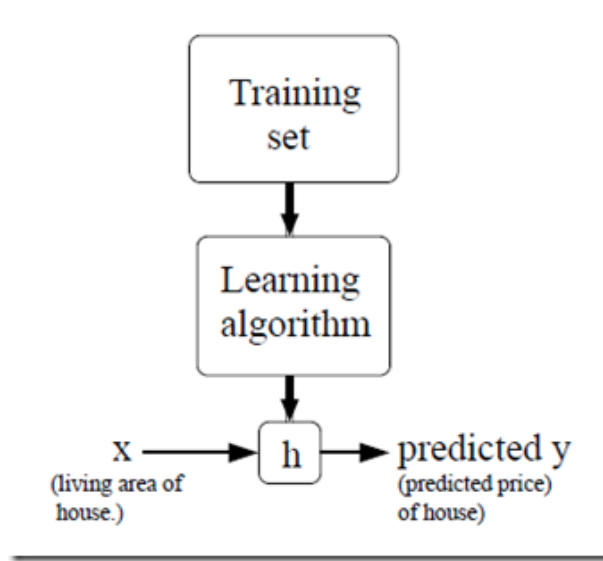 Training
set
Learning
algorithm
x
(living area of
house.)
h
predicted y
(predicted price)
of house)